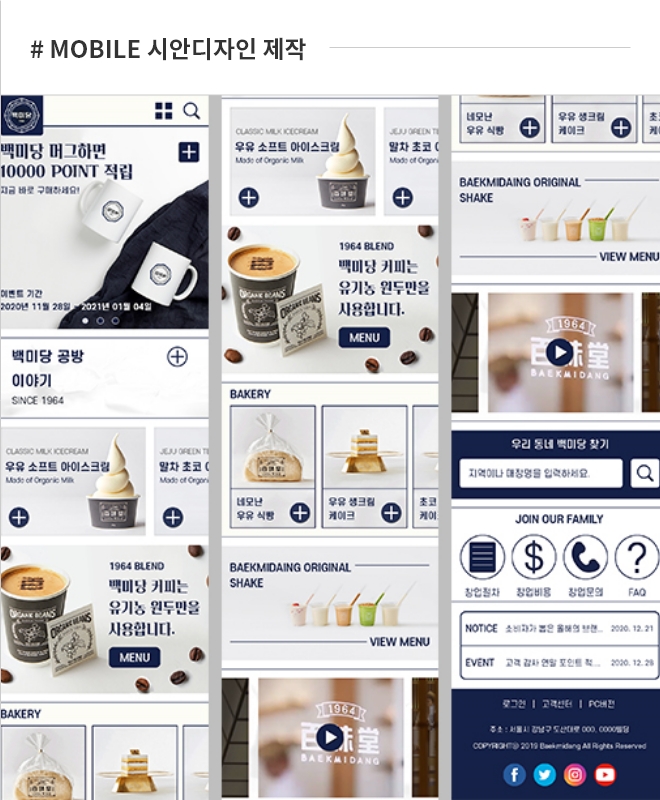 # MOBILE 시안디자인 제작
백미당
백미당 머그하면
10000 POINT 적립
지금 바로 구매하세요!
이벤트 기간
2020년 11월 28일 - 2021년 01월 04일
백미당 공방
이야기
SINCE 1964
CLASSIC MILK ICECREAM
우유 소프트 아이스크림
Made of Organic Milk
JEJU GREEN TE
말차 초코 0
Made of Organ
1964 BLEND
백미당 커피는
유기농 원두만을
사용합니다.
MENU
ORGANIC BEANS
ORGANIC BEANS
BAKERY
CLASSIC MILK ICECREAM
우유 소프트 아이스크림
Made of Organic Milk
JEJU GREEN T
말차 초코
Made of Organ
1964 BLEND
백미당 커피는
유기농 원두만을
사용합니다.
MENU
ORGANIC BEANS
ORGANIC BEANS
BAKERY
네모난
우유 식빵
우유 생크림
케이크
초코
케이
BAEKMIDAING ORIGINAL
SHAKE
VIEW MENU
1964
百味堂
BAEKMIDANG
네모난
우유 식빵
우유 생크림
케이크
BAEKMIDAING ORIGINAL
SHAKE
VIEW MENU
1964
百味堂
BAEKMIDANG
우리 동네 백미당 찾기
지역이나 매장명을 입력하세요.
JOIN OUR FAMILY
창업절차
창업비용
창업문의
FAQ
NOTICE 소비자가 뽑은 올해의 브랜... 2020. 12. 21
EVENT 고객 감사 연말 포인트 적... 2020. 12. 28
로그인 | 고객센터 | PC버전
주소 : 서울시 강남구 도산대로 000, 0000빌딩
COPYRIGHT© 2019 Baekmidang All Rights Reserved